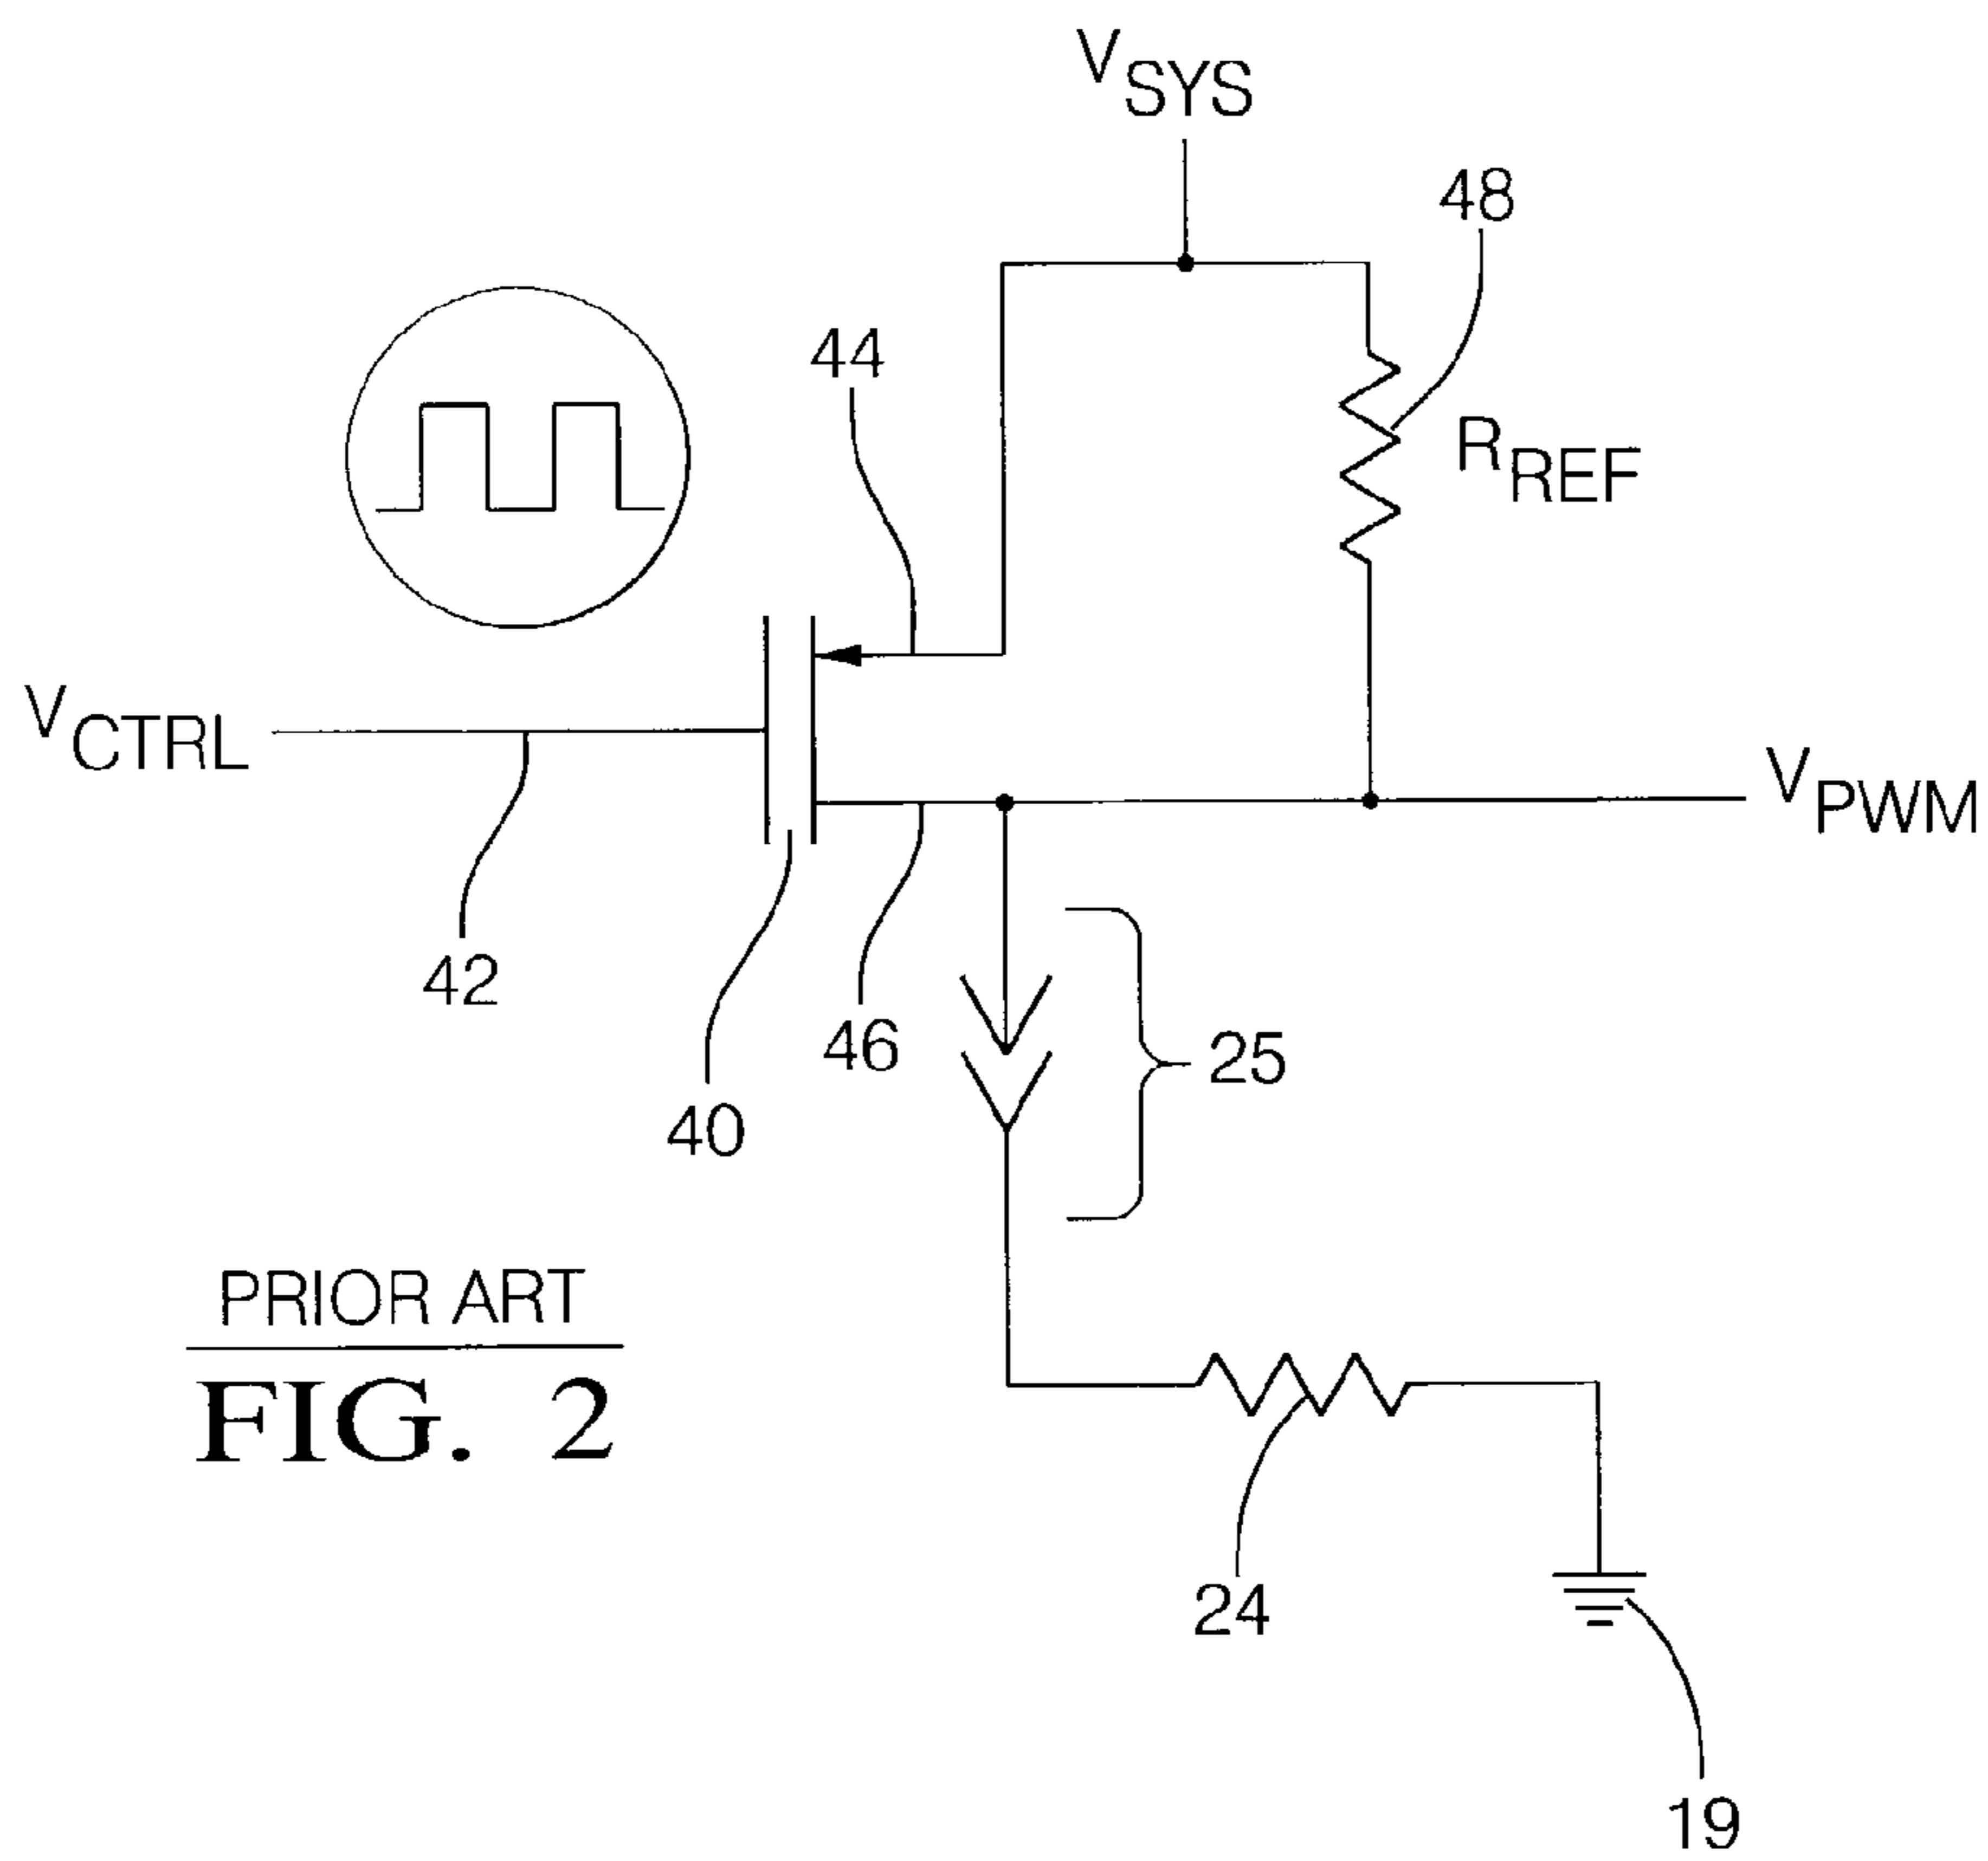 VSYS
48
44
RREF
VCTRL
VPWM
42
46
25
40
PRIOR ART
FIG. 2
24
19